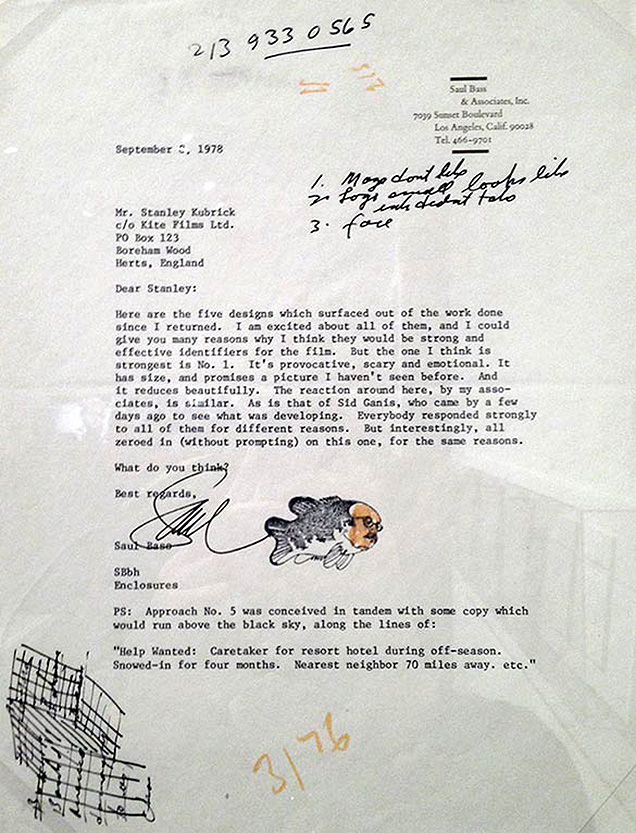 213 933 0565
Saul Bass
& Associates, Inc.
7039 Sunset Boulevard
Los Angeles, Calif. 90028
Tel. 466-9701
September 2, 1978
1. Maze dont like
2. Logo small looks like
ink didnt take
3. face
Mr. Stanley Kubrick
c/o Kite Films Ltd.
PO Box 123
Boreham Wood
Herts, England
Dear Stanley:
Here are the five designs which surfaced out of the work done
since I returned. I am excited about all of them, and I could
give you many reasons why I think they would be strong and
effective identifiers for the film. But the one I think is
strongest is No. 1. It's provocative, scary and emotional. It
has size, and promises a picture I haven't seen before. And
it reduces beautifully. The reaction around here, by my asso-
ciates, is similar. As is that of Sid Ganis, who came by a few
days ago to see what was developing. Everybody responded strongly
to all of them for different reasons. But interestingly, all
zeroed in (without prompting) on this one, for the same reasons.
What do you think?
Best regards,
Saul
Saul Bass
SBbh
Enclosures
PS: Approach No. 5 was conceived in tandem with some copy which
would run above the black sky, along the lines of:
"Help Wanted: Caretaker for resort hotel during off-season.
Snowed-in for four months. Nearest neighbor 70 miles away. etc."
3176